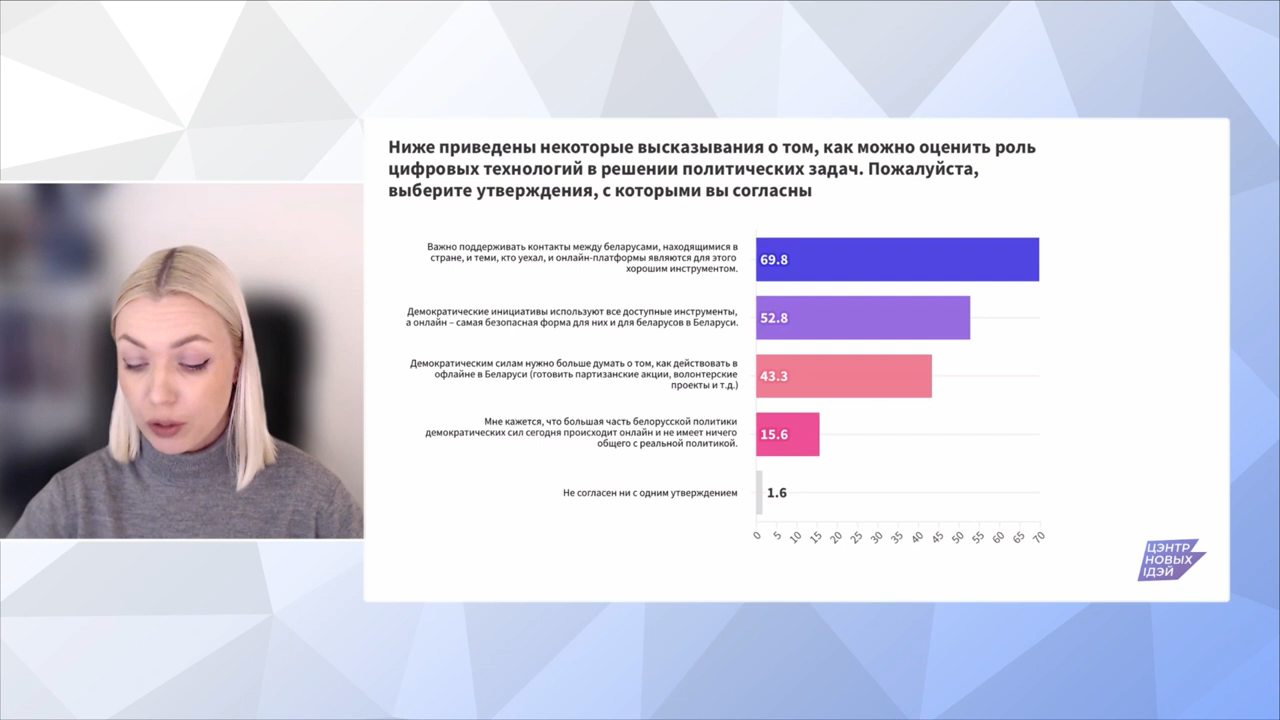 Ниже приведены некоторые высказывания о том, как можно оценить роль
цифровых технологий в решении политических задач. Пожалуйста,
выберите утверждения, с которыми вы согласны
Важно поддерживать контакты между беларусами, находящимися в
стране, и теми, кто уехал, и онлайн-платформы являются для этого
хорошим инструментом.
69.8
Демократические инициативы используют все доступные инструменты,
а онлайн – самая безопасная форма для них и для беларусов в Беларуси.
52.8
Демократическим силам нужно больше думать о том, как действовать в
офлайне в Беларуси (готовить партизанские акции, волонтерские
проекты и т.д.)
43.3
Мне кажется, что большая часть белорусской политики
демократических сил сегодня происходит онлайн и не имеет ничего
общего с реальной политикой.
15.6
Не согласен ни с одним утверждением
1.6
0 5 10 15 20 25 30 35 40 45 50 55 60 65 70
ЦЭНТР
НОВЫХ
ІДЭЙ